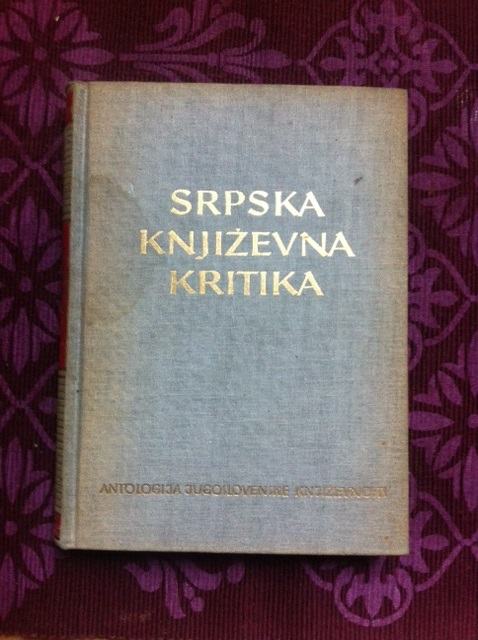 SRPSKA
KNJIŽEVNA
KRITIKA
ANTOLOGIJA JUGOSLOVENSKE KNJIŽEVNOSTI